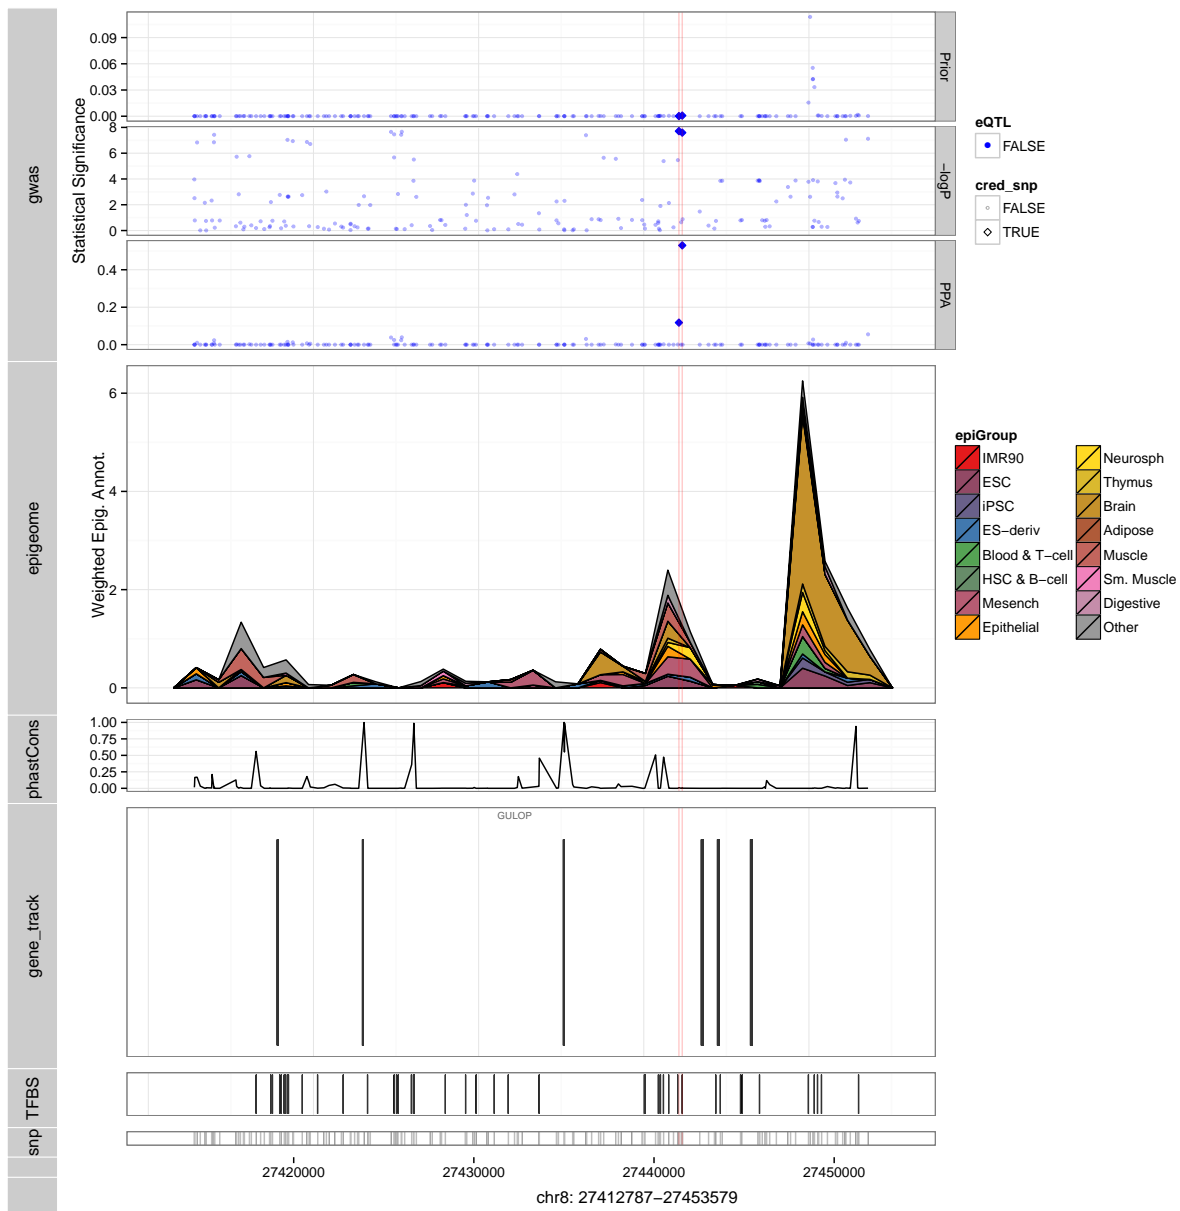 gwas
Statistical Significance
0.09
0.06
0.03
0.00
Prior
8
6
4
2
0
−logP
0.4
0.2
0.0
PPA
eQTL
FALSE
cred_snp
FALSE
TRUE
epigeome
Weighted Epig. Annot.
6
4
2
0
epiGroup
IMR90
ESC
iPSC
ES−deriv
Blood & T−cell
HSC & B−cell
Mesench
Epithelial
Neurosph
Thymus
Brain
Adipose
Muscle
Sm. Muscle
Digestive
Other
phastCons
1.00
0.75
0.50
0.25
0.00
gene_track
GULOP
TFBS
snp
27420000
27430000
27440000
27450000
chr8: 27412787−27453579